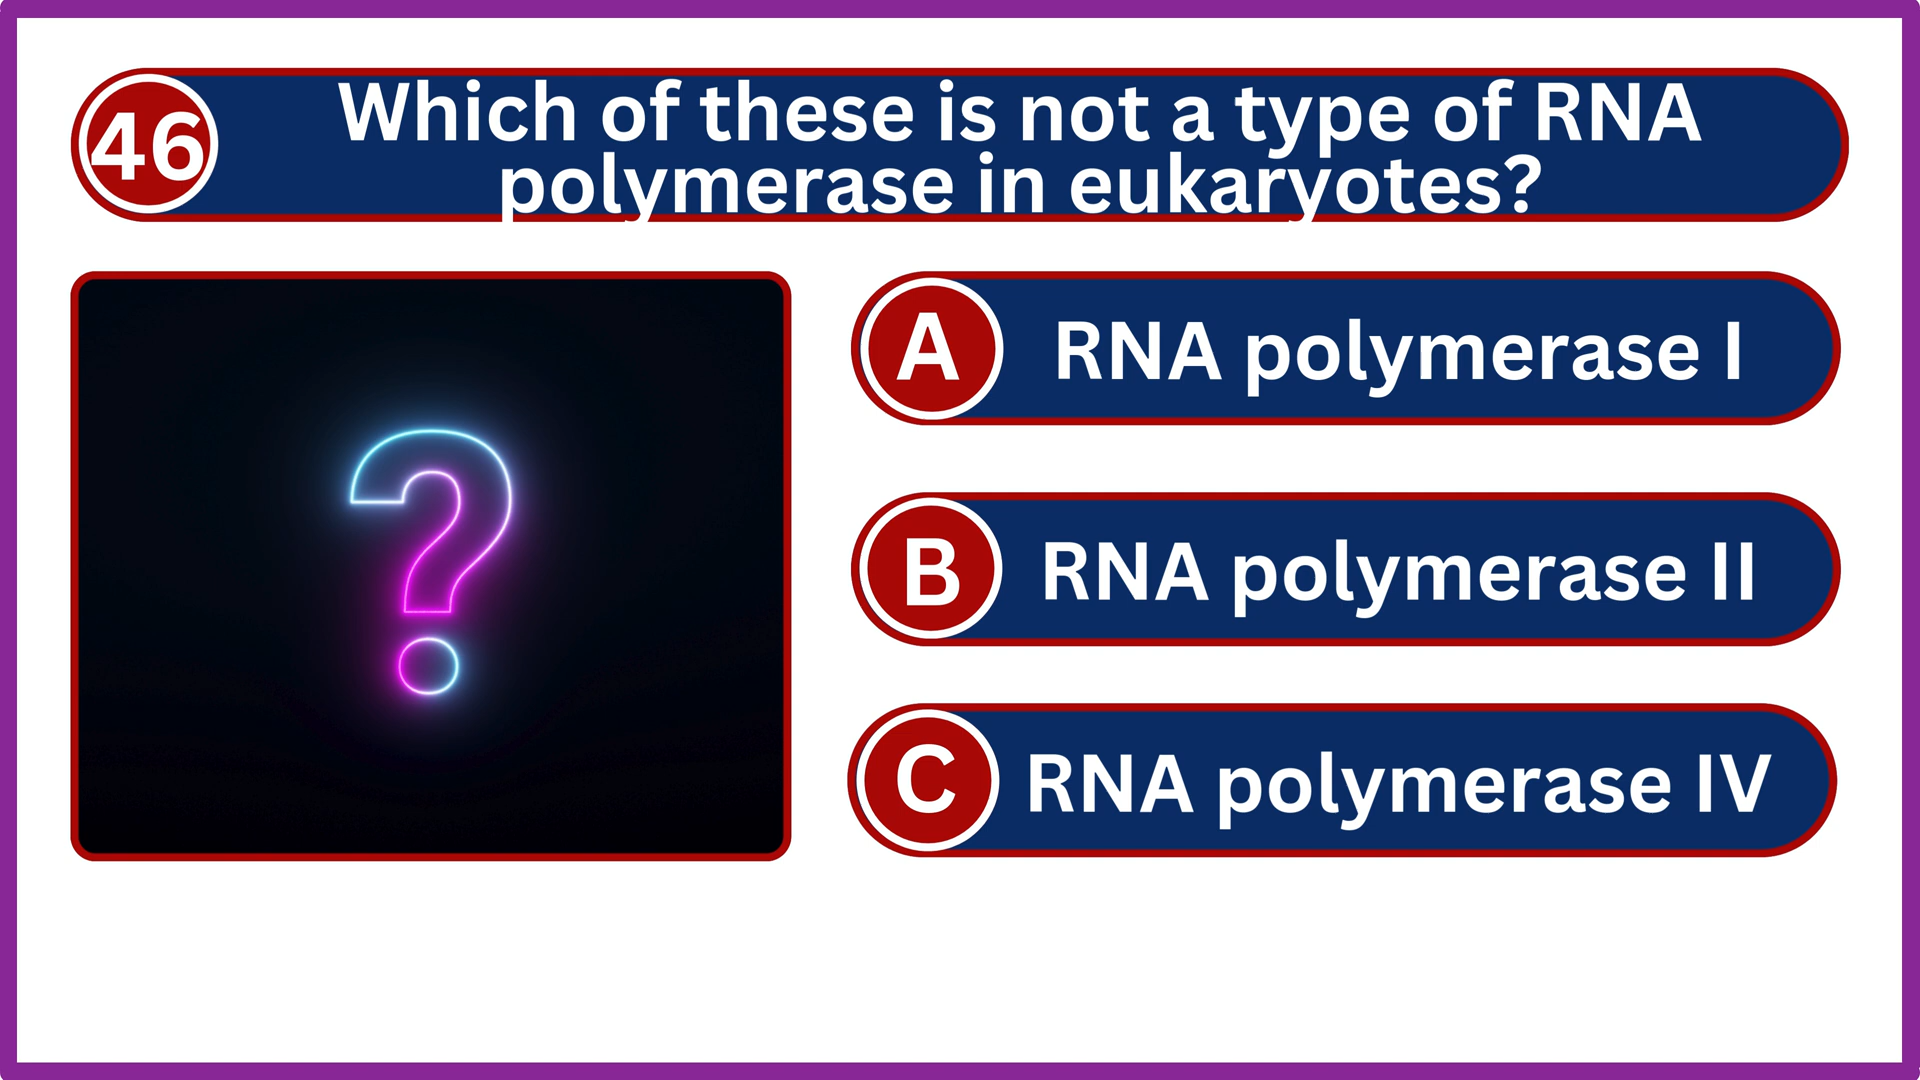 46
Which of these is not a type of RNA
polymerase in eukaryotes?
?
A
RNA polymerase I
B
RNA polymerase II
C
RNA polymerase IV